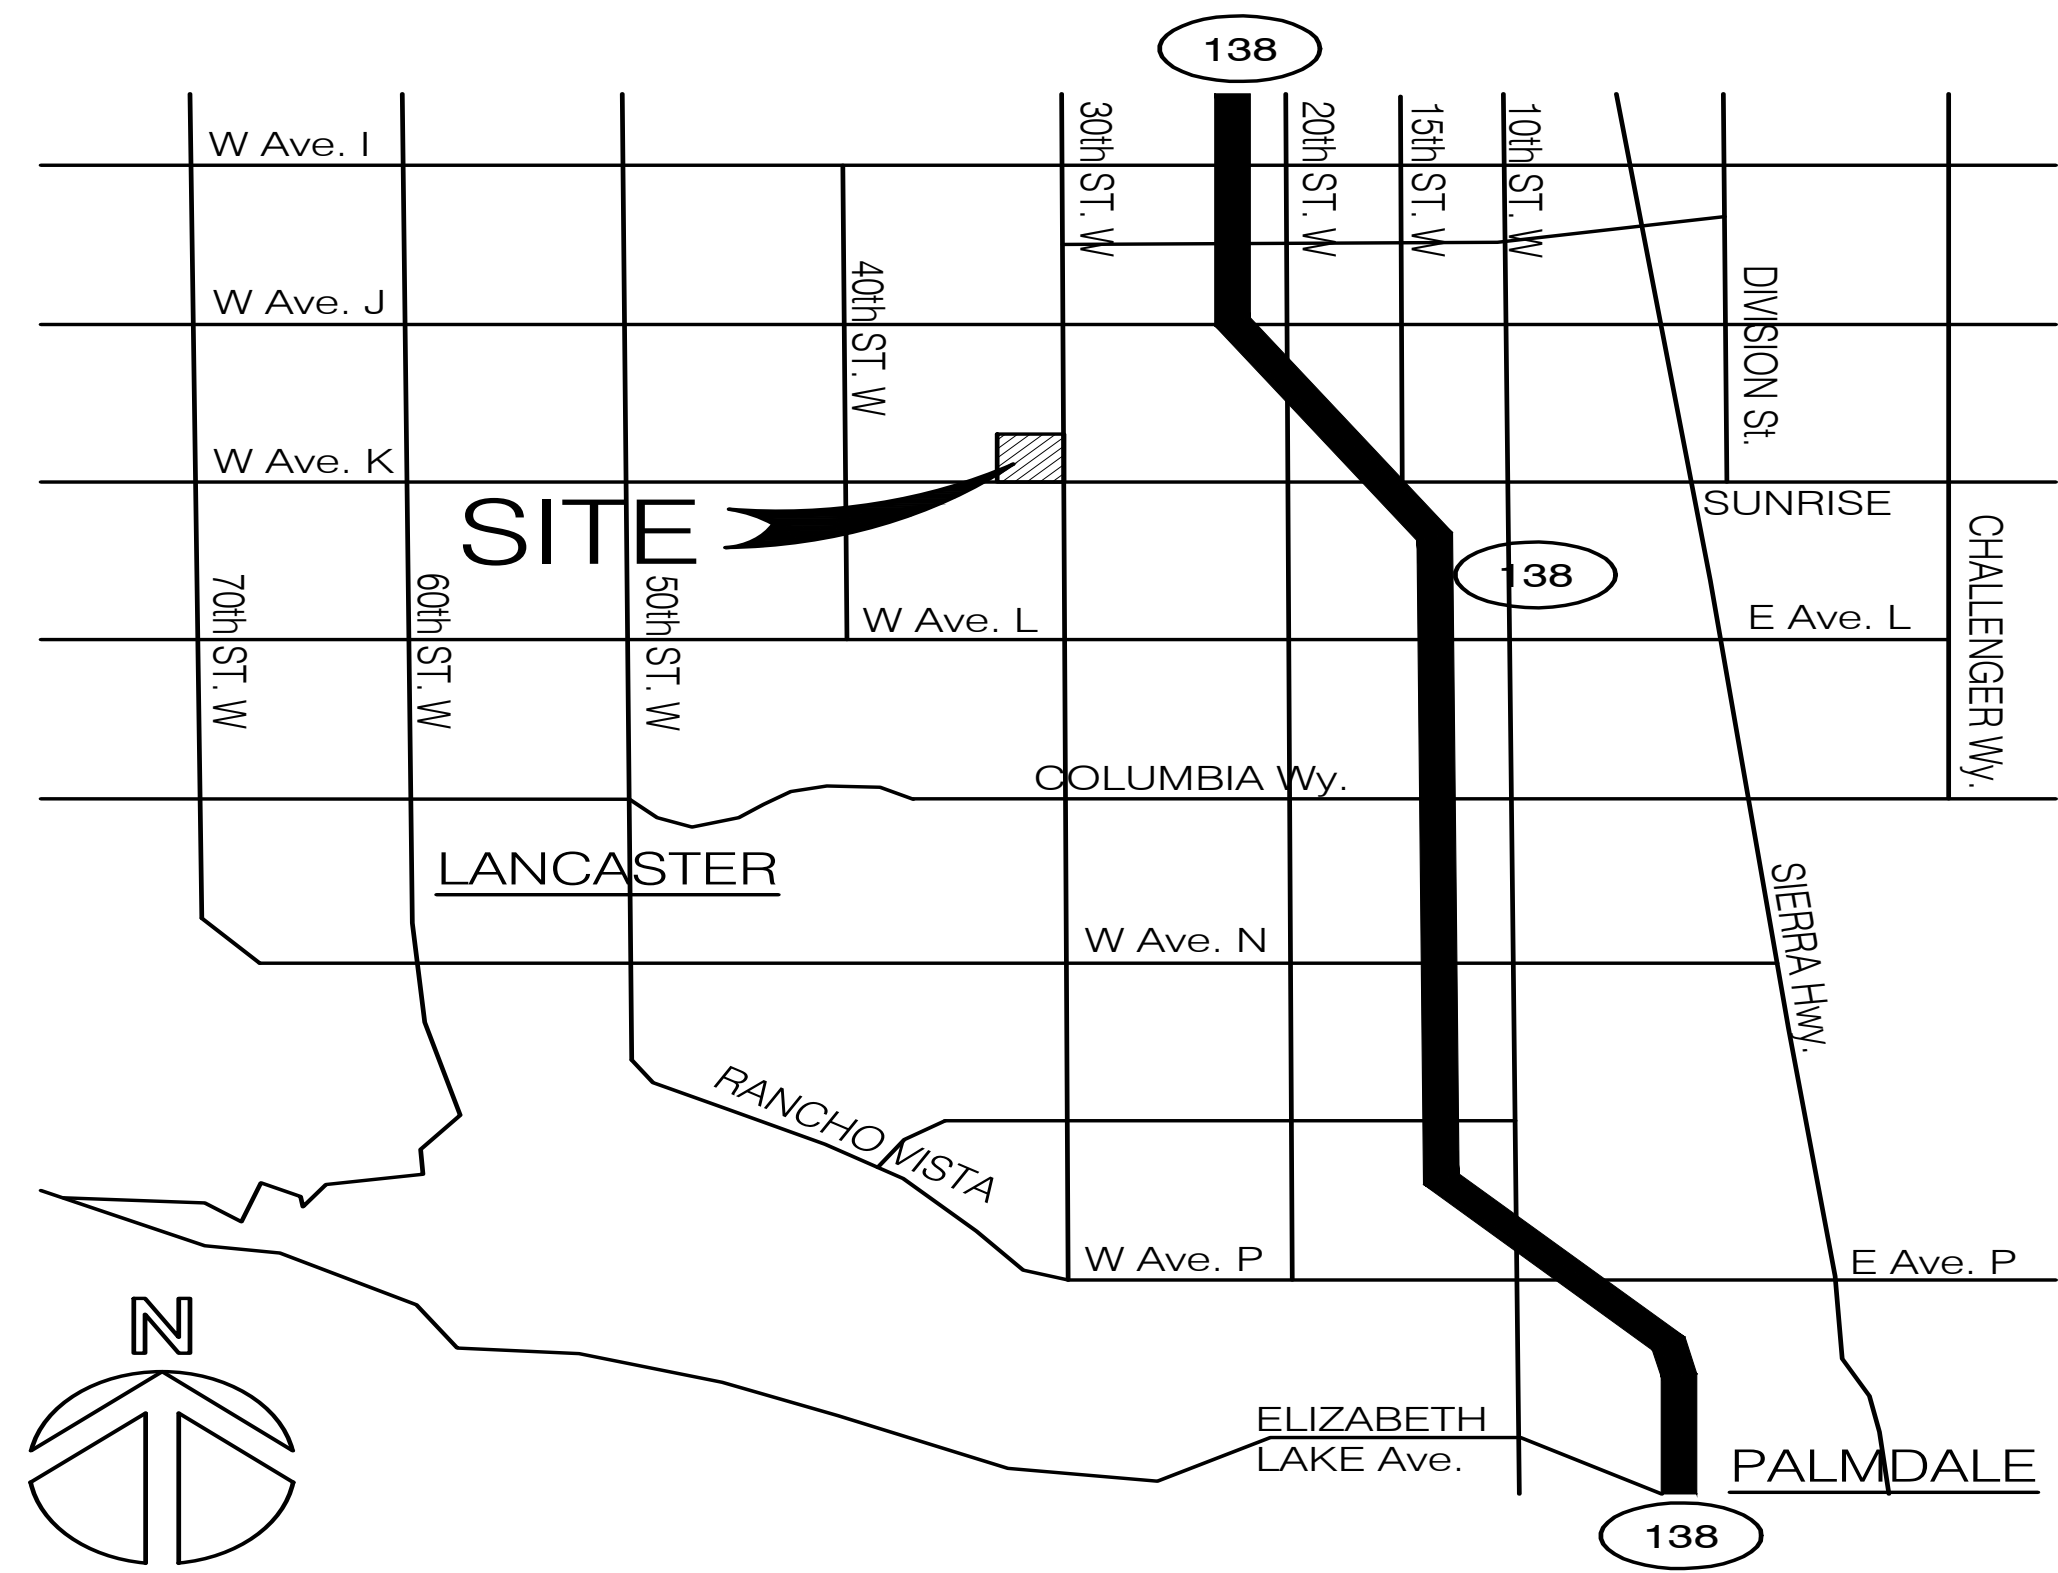 138
30th ST. W
20th ST. W
15th ST. W
10th ST. W
W Ave. I
40th ST. W
DIVISION St.
W Ave. J
W Ave. K
SITE
SUNRISE
CHALLENGER Wy.
138
70th ST. W
60th ST. W
50th ST. W
W Ave. L
E Ave. L
COLUMBIA Wy.
LANCASTER
SIERRA Hwy.
W Ave. N
RANCHO VISTA
W Ave. P
E Ave. P
N
ELIZABETH
LAKE Ave.
PALMDALE
138